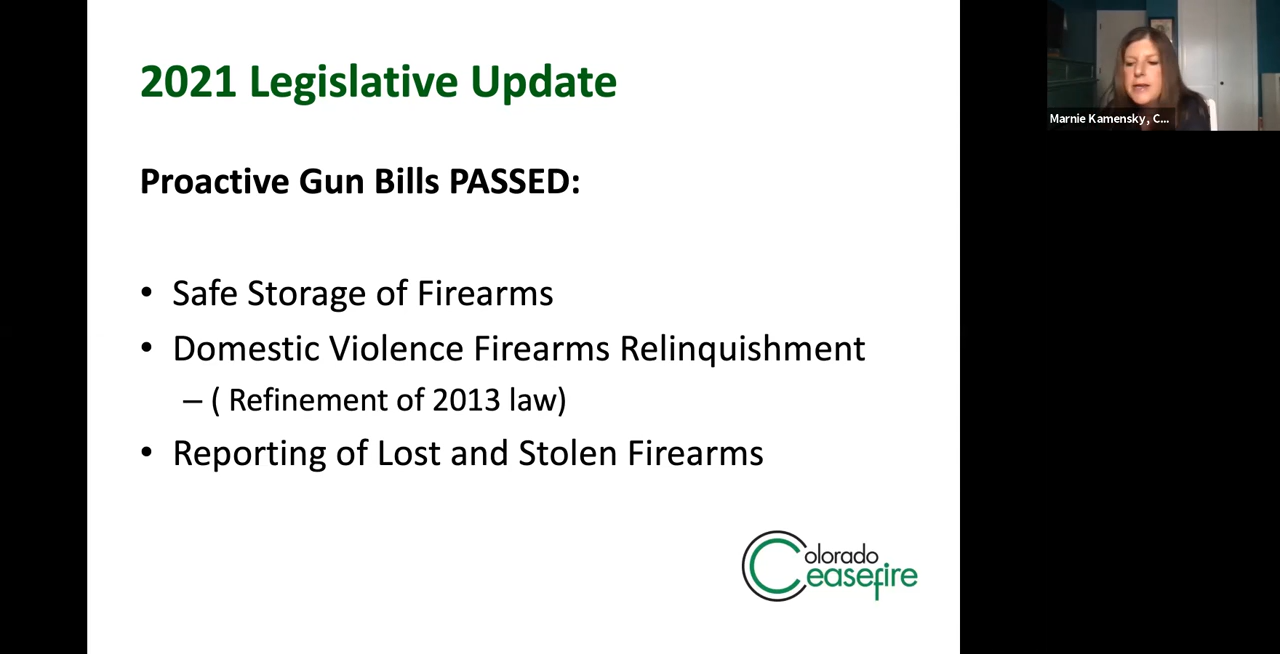 2021 Legislative Update
Proactive Gun Bills PASSED:
• Safe Storage of Firearms
• Domestic Violence Firearms Relinquishment
– ( Refinement of 2013 law)
• Reporting of Lost and Stolen Firearms
Colorado
Ceasefire
Marnie Kamensky, C...